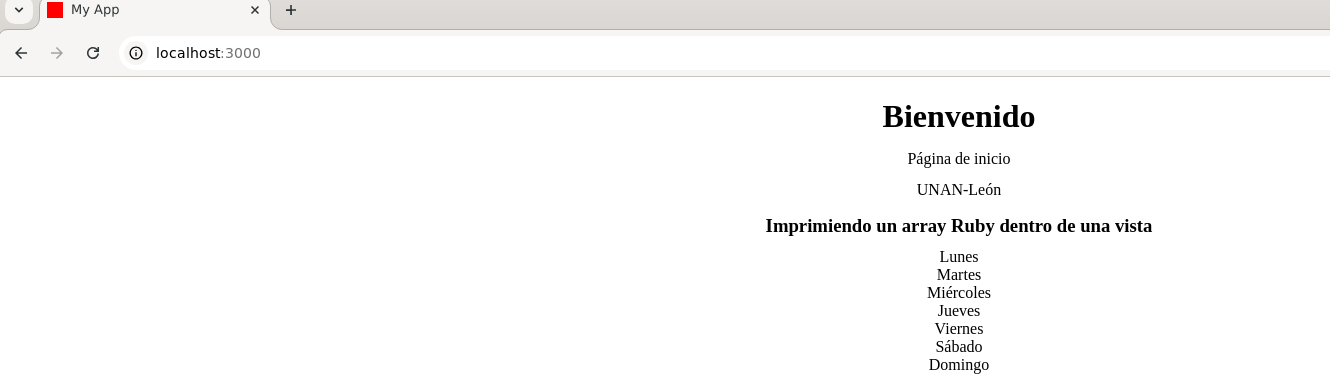 My App
localhost:3000
Bienvenido
Página de inicio
UNAN-León
Imprimiendo un array Ruby dentro de una vista
Lunes
Martes
Miércoles
Jueves
Viernes
Sábado
Domingo